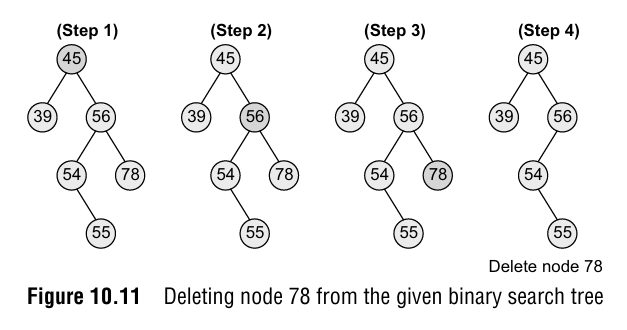 (Step 1) (Step 2) (Step 3) (Step 4)
45 45 45 45
39 56 39 56 39 56 39 56
54 78 54 78 54 78 54
55 55 55 55
Delete node 78
Figure 10.11 Deleting node 78 from the given binary search tree